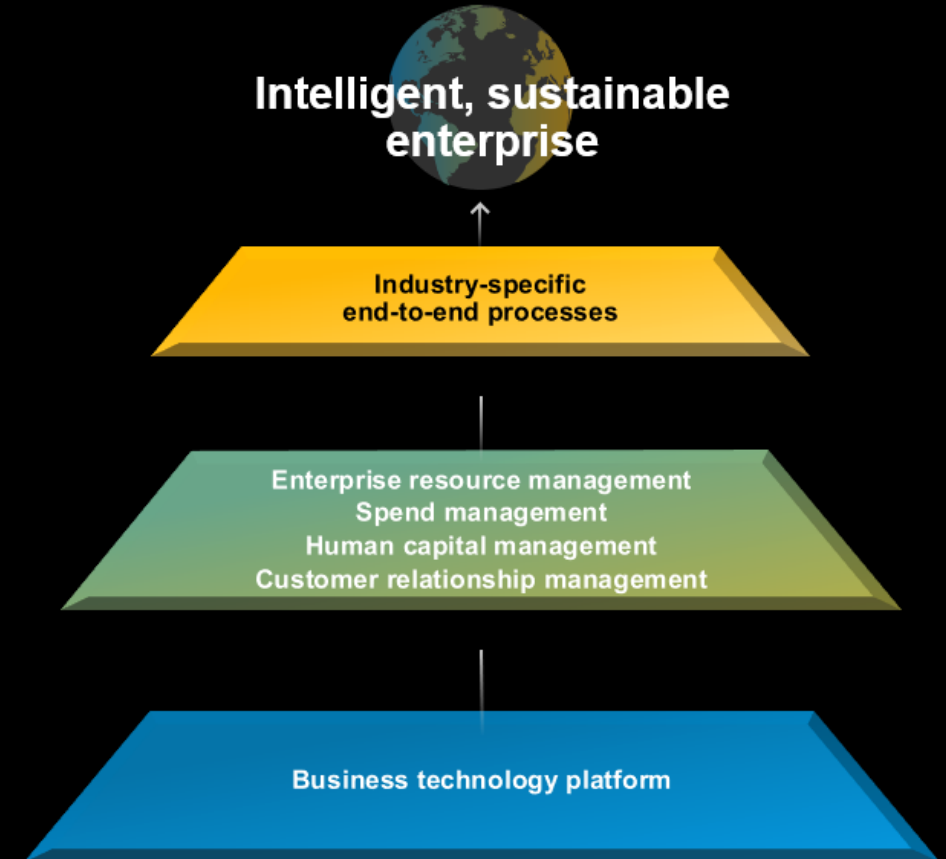 Intelligent, sustainable
enterprise
Industry-specific
end-to-end processes
Enterprise resource management
Spend management
Human capital management
Customer relationship management
Business technology platform